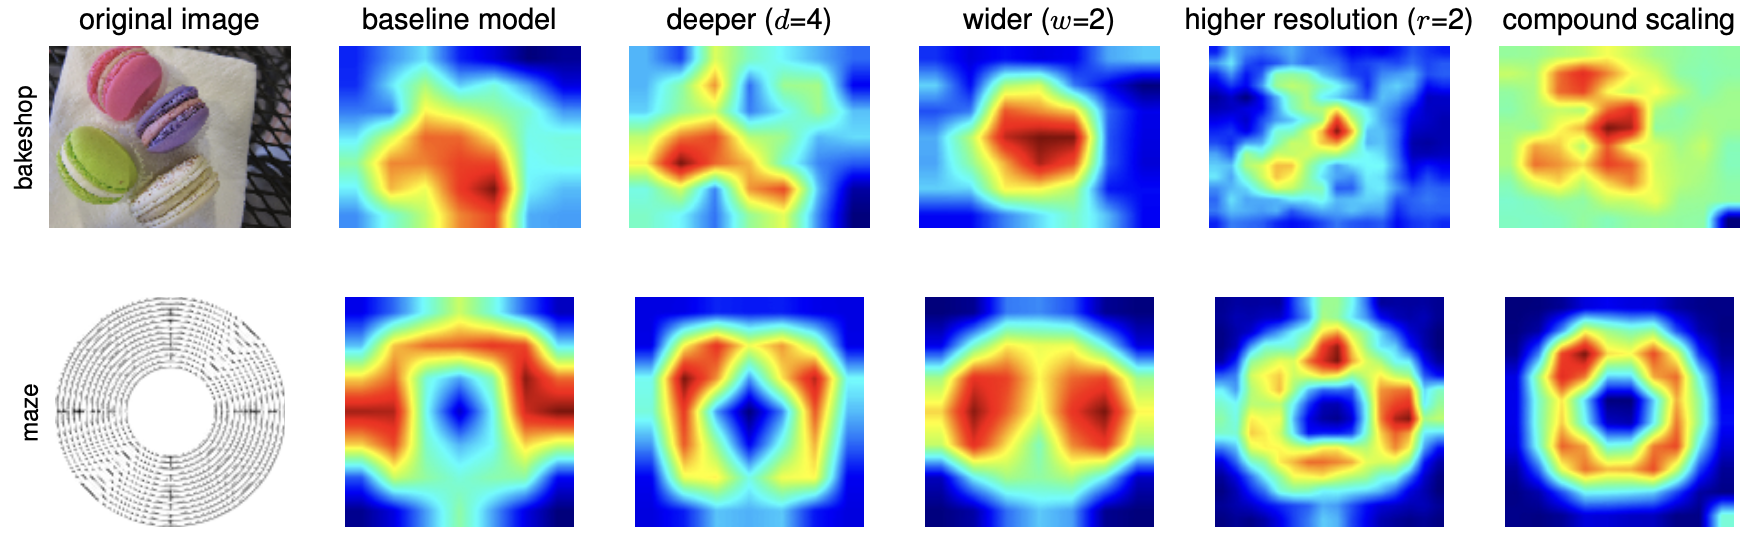 original image baseline model deeper (d=4) wider (w=2) higher resolution (r=2) compound scaling
bakeshop
maze